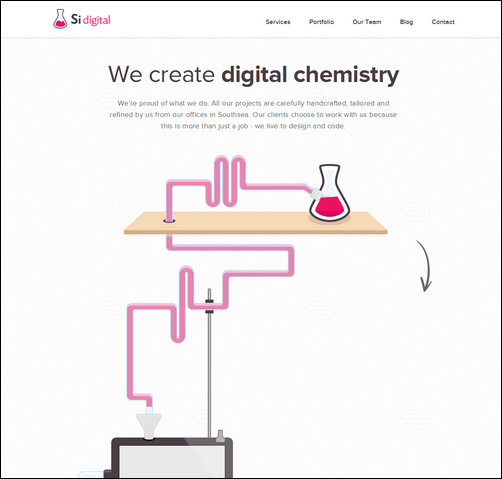 Si digital
Services Portfolio Our Team Blog Contact
We create digital chemistry
We're proud of what we do. All our projects are carefully handcrafted, tailored and
refined by us from our offices in Southsea. Our clients choose to work with us because
this is more than just a job - we live to design and code.